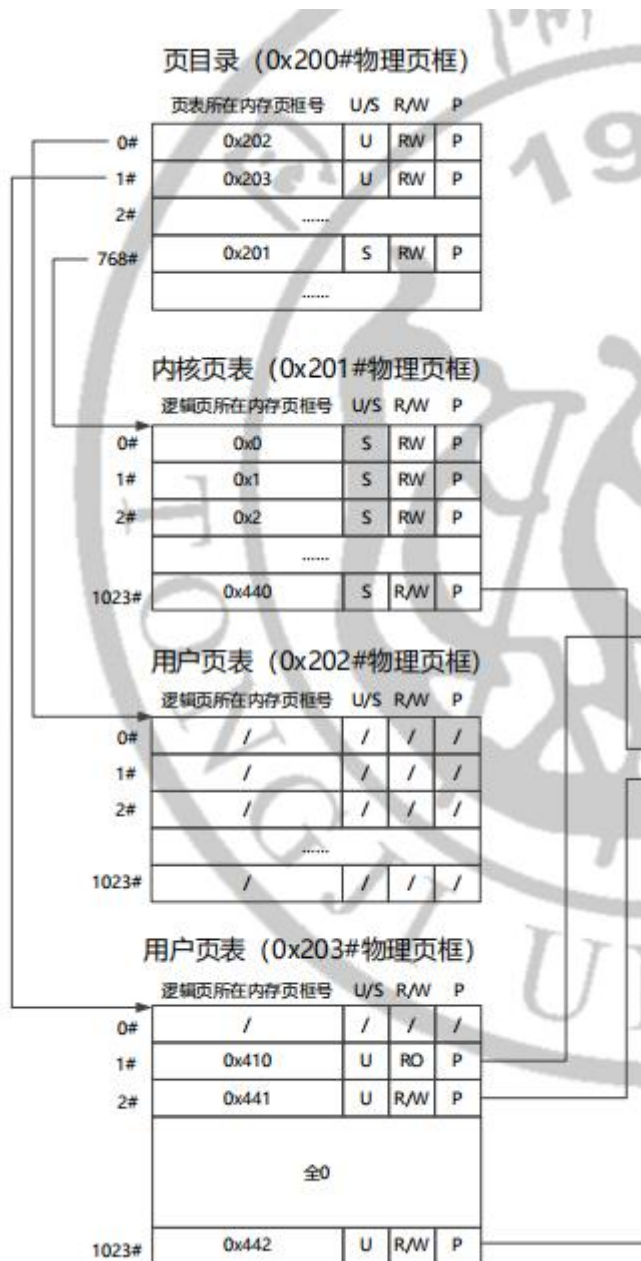 页目录（0x200#物理页框）
页表所在内存页框号 U/S R/W P
0# 0x202 U RW P
1# 0x203 U RW P
2# ......
768# 0x201 S RW P
......
内核页表（0x201#物理页框）
逻辑页所在内存页框号 U/S R/W P
0# 0x0 S RW P
1# 0x1 S RW P
2# 0x2 S RW P
......
1023# 0x440 S R/W P
用户页表（0x202#物理页框）
逻辑页所在内存页框号 U/S R/W P
0# / / / /
1# / / / /
2# / / / /
......
1023# / / / /
用户页表（0x203#物理页框）
逻辑页所在内存页框号 U/S R/W P
0# / / / /
1# 0x410 U RO P
2# 0x441 U R/W P
全0
1023# 0x442 U R/W P
19
TONGJI U